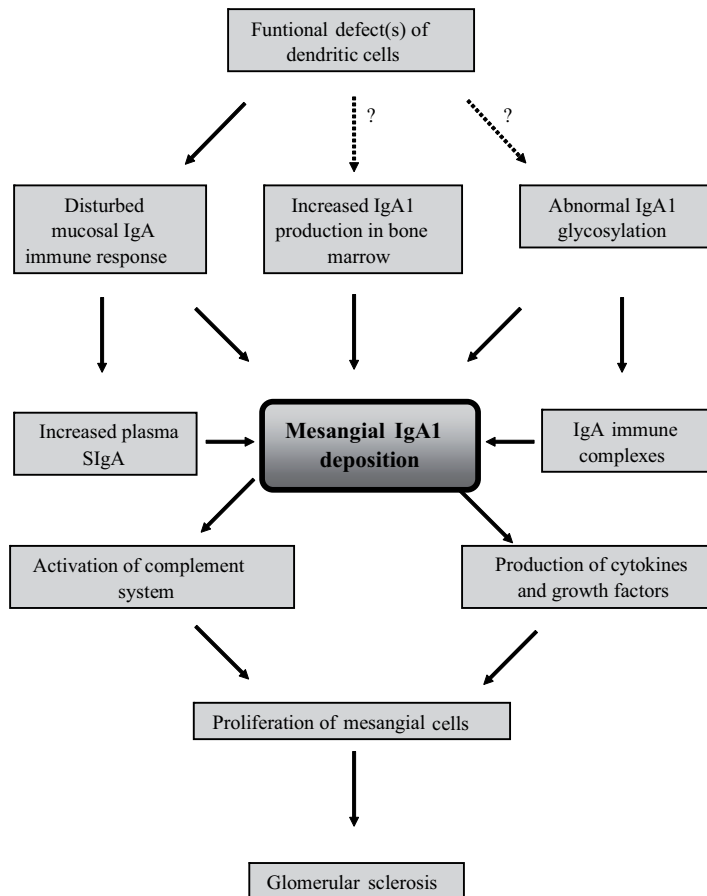 Funtional defect(s) of
dendritic cells
?
?
Disturbed
mucosal IgA
immune response
Increased IgA1
production in bone
marrow
Abnormal IgA1
glycosylation
Increased plasma
SIgA
Mesangial IgA1
deposition
IgA immune
complexes
Activation of complement
system
Production of cytokines
and growth factors
Proliferation of mesangial cells
Glomerular sclerosis